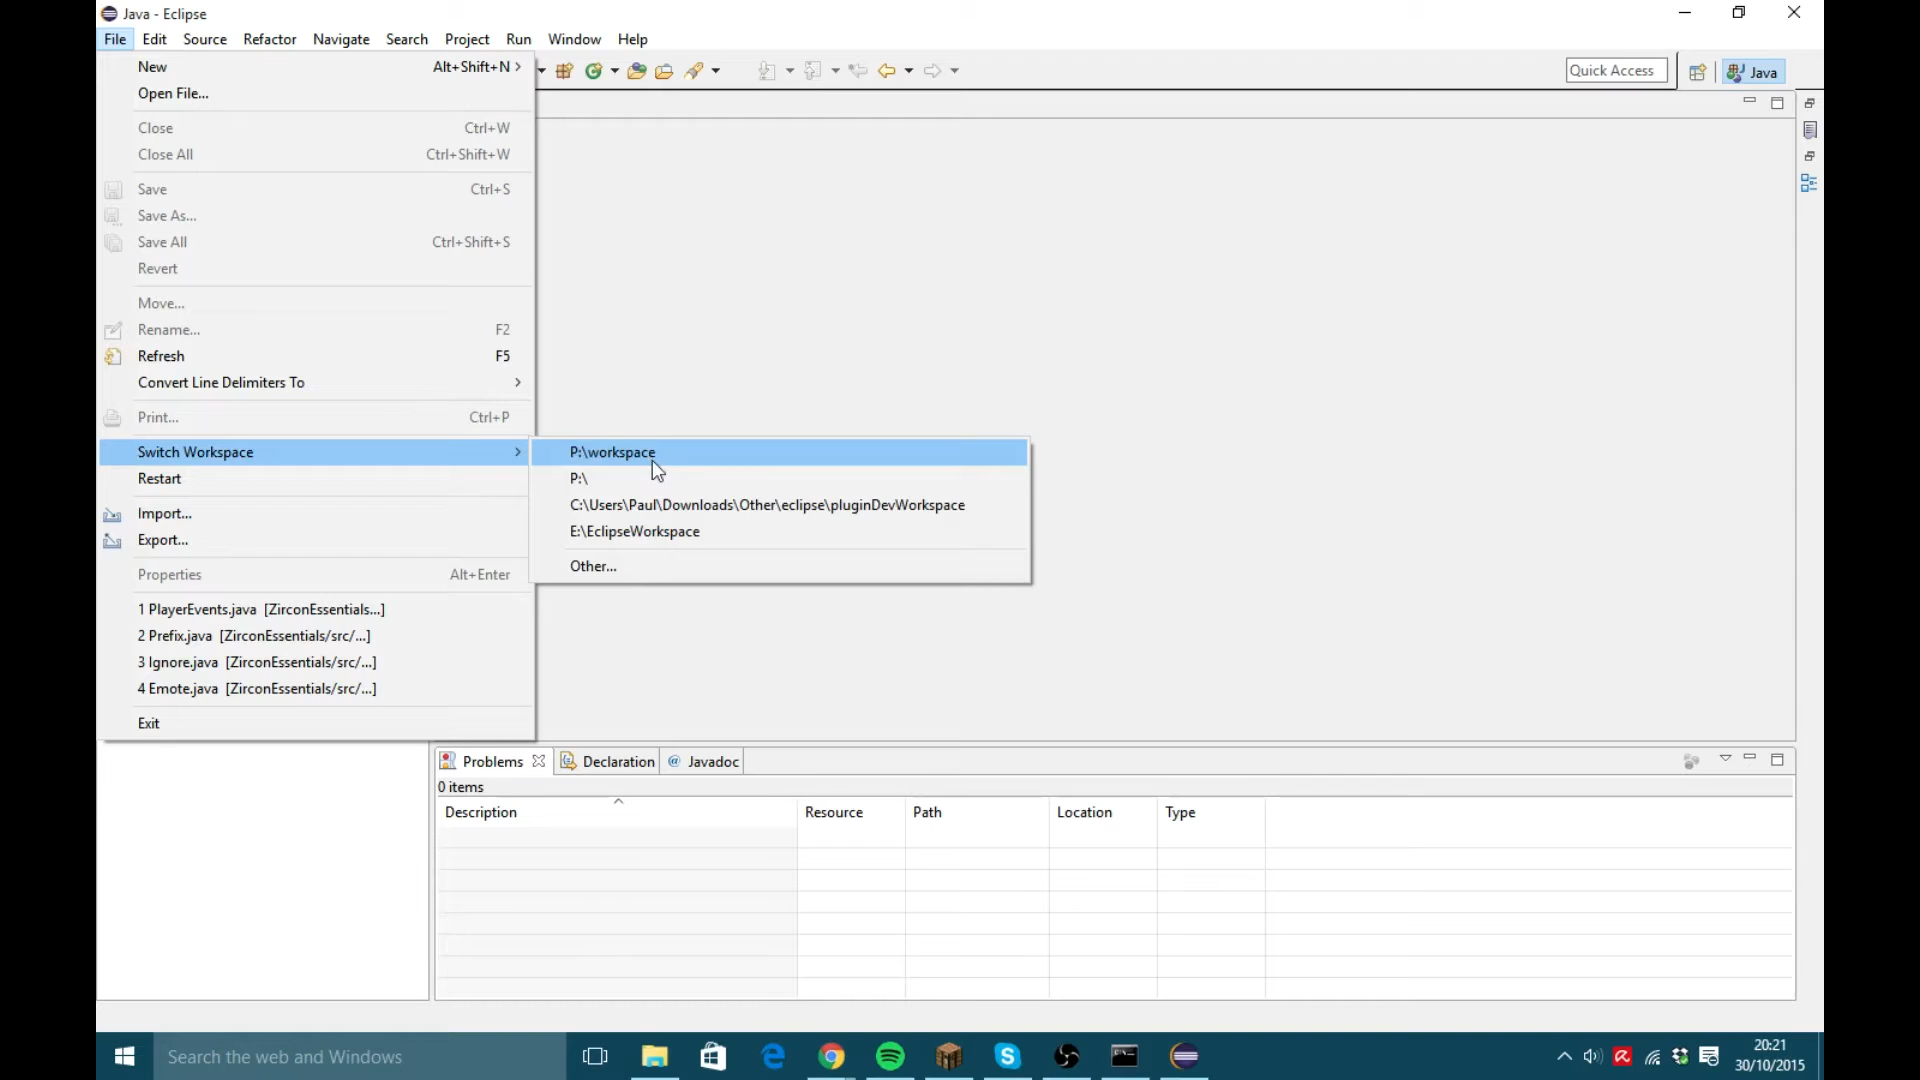 Java - Eclipse
File Edit Source Refactor Navigate Search Project Run Window Help
New Alt+Shift+N
Open File...
Close Ctrl+W
Close All Ctrl+Shift+W
Save Ctrl+S
Save As...
Save All Ctrl+Shift+S
Revert
Move...
Rename... F2
Refresh F5
Convert Line Delimiters To
Print... Ctrl+P
Switch Workspace
Restart
Import...
Export...
Properties Alt+Enter
1 PlayerEvents.java [ZirconEssentials...]
2 Prefix.java [ZirconEssentials/src/...]
3 Ignore.java [ZirconEssentials/src/...]
4 Emote.java [ZirconEssentials/src/...]
Exit
P:\workspace
P:\
C:\Users\Paul\Downloads\Other\eclipse\pluginDevWorkspace
E:\EclipseWorkspace
Other...
Quick Access
Java
Problems Declaration @ Javadoc
0 items
Description Resource Path Location Type
Search the web and Windows
20:21
30/10/2015